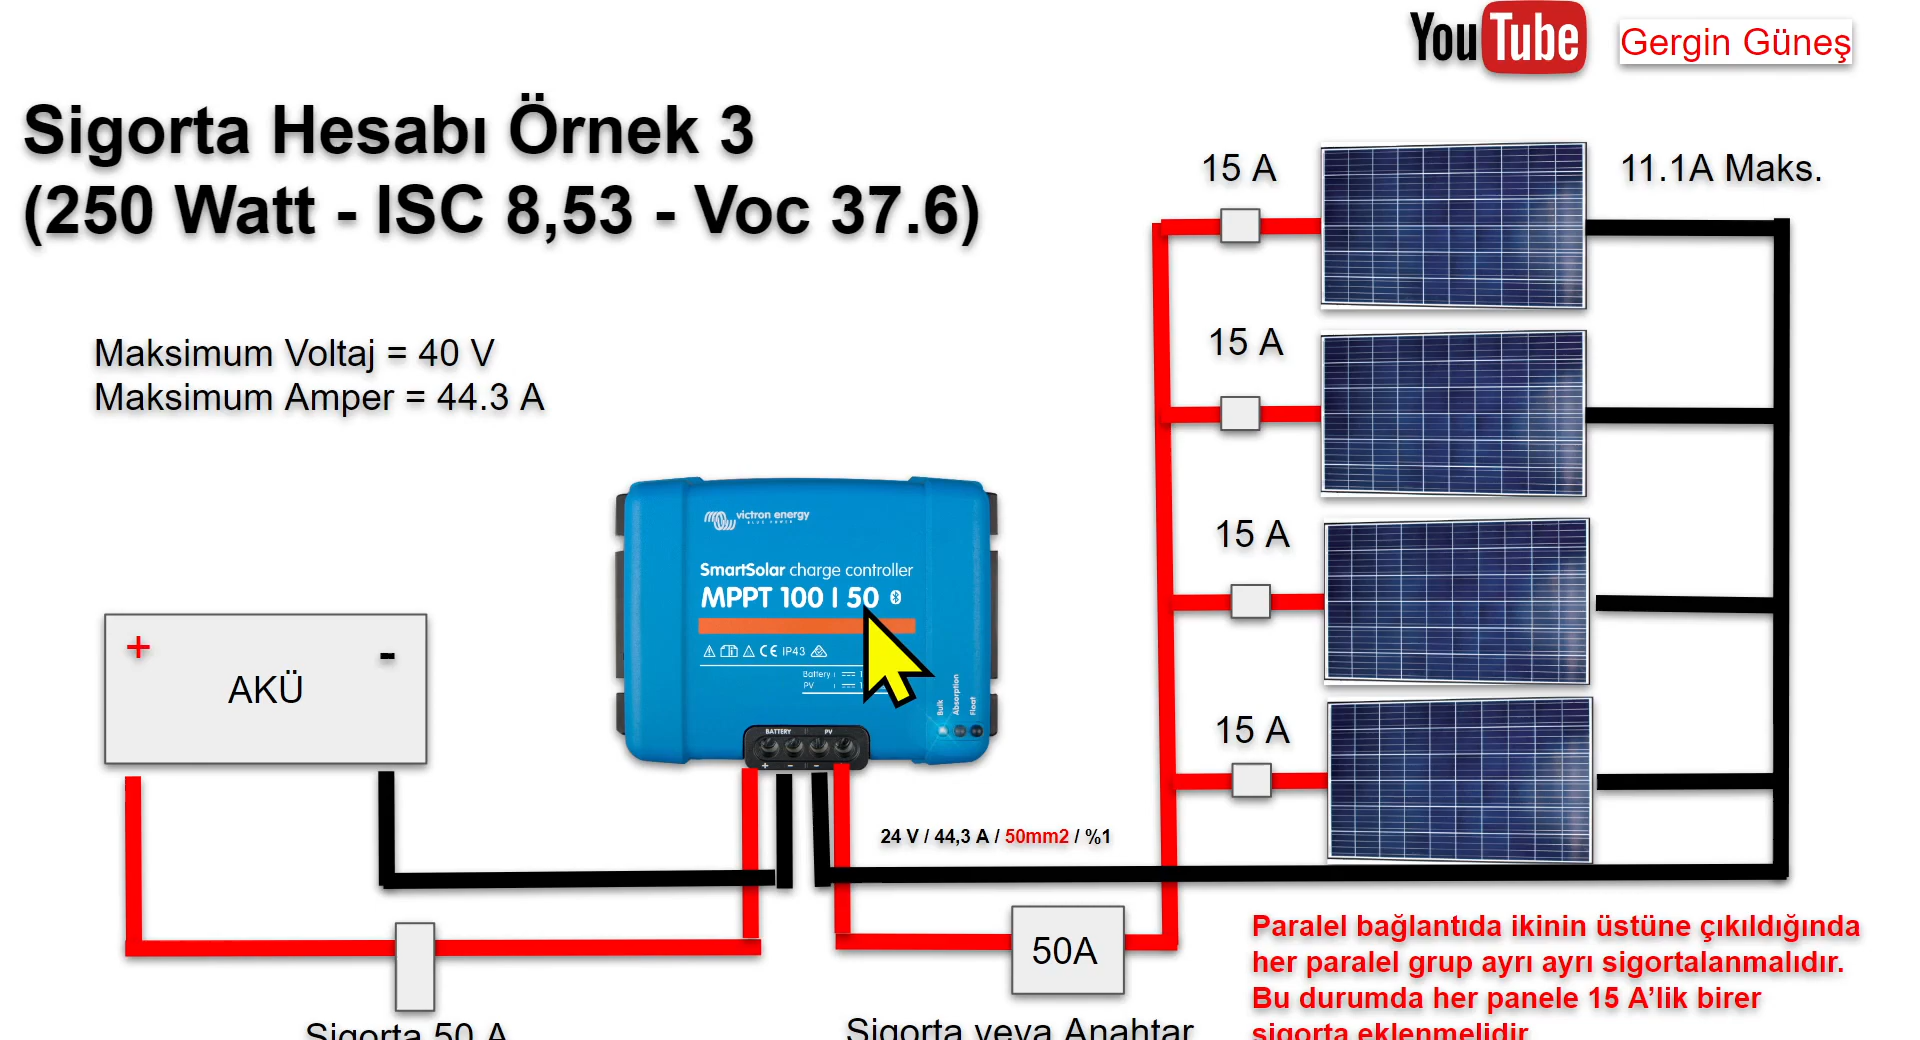 YouTube
Gergin Güneş
Sigorta Hesabı Örnek 3
(250 Watt - ISC 8,53 - Voc 37.6)
15 A
11.1A Maks.
15 A
Maksimum Voltaj = 40 V
Maksimum Amper = 44.3 A
victron energy
BLUE POWER
SmartSolar charge controller
MPPT 100 | 50
15 A
IP43
Battery
PV
Bulk
Absorption
Float
+
-
AKÜ
15 A
BATTERY
PV
+ - -
24 V / 44,3 A / 50mm2 / %1
50A
Paralel bağlantıda ikinin üstüne çıkıldığında
her paralel grup ayrı ayrı sigortalanmalıdır.
Bu durumda her panele 15 A’lik birer
sigorta eklenmelidir
Sigorta 50 A
Sigorta veya Anahtar